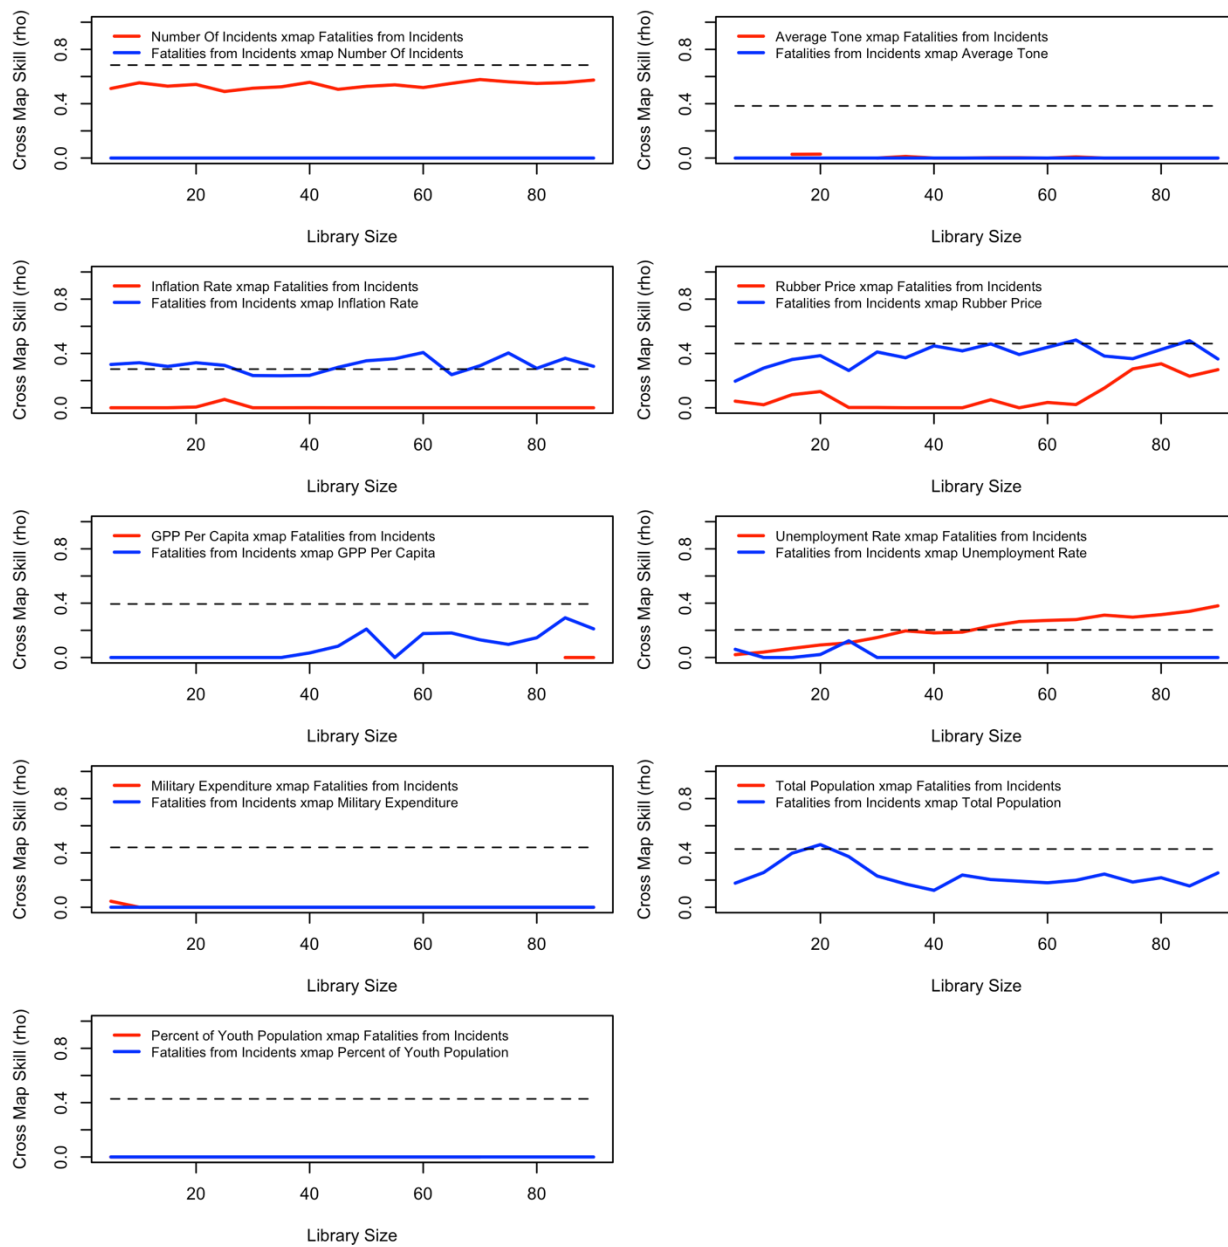 Number Of Incidents xmap Fatalities from Incidents
Fatalities from Incidents xmap Number Of Incidents
Cross Map Skill (rho)
0.0 0.4 0.8
20 40 60 80
Library Size
Average Tone xmap Fatalities from Incidents
Fatalities from Incidents xmap Average Tone
Cross Map Skill (rho)
0.0 0.4 0.8
20 40 60 80
Library Size
Inflation Rate xmap Fatalities from Incidents
Fatalities from Incidents xmap Inflation Rate
Cross Map Skill (rho)
0.0 0.4 0.8
20 40 60 80
Library Size
Rubber Price xmap Fatalities from Incidents
Fatalities from Incidents xmap Rubber Price
Cross Map Skill (rho)
0.0 0.4 0.8
20 40 60 80
Library Size
GPP Per Capita xmap Fatalities from Incidents
Fatalities from Incidents xmap GPP Per Capita
Cross Map Skill (rho)
0.0 0.4 0.8
20 40 60 80
Library Size
Unemployment Rate xmap Fatalities from Incidents
Fatalities from Incidents xmap Unemployment Rate
Cross Map Skill (rho)
0.0 0.4 0.8
20 40 60 80
Library Size
Military Expenditure xmap Fatalities from Incidents
Fatalities from Incidents xmap Military Expenditure
Cross Map Skill (rho)
0.0 0.4 0.8
20 40 60 80
Library Size
Total Population xmap Fatalities from Incidents
Fatalities from Incidents xmap Total Population
Cross Map Skill (rho)
0.0 0.4 0.8
20 40 60 80
Library Size
Percent of Youth Population xmap Fatalities from Incidents
Fatalities from Incidents xmap Percent of Youth Population
Cross Map Skill (rho)
0.0 0.4 0.8
20 40 60 80
Library Size